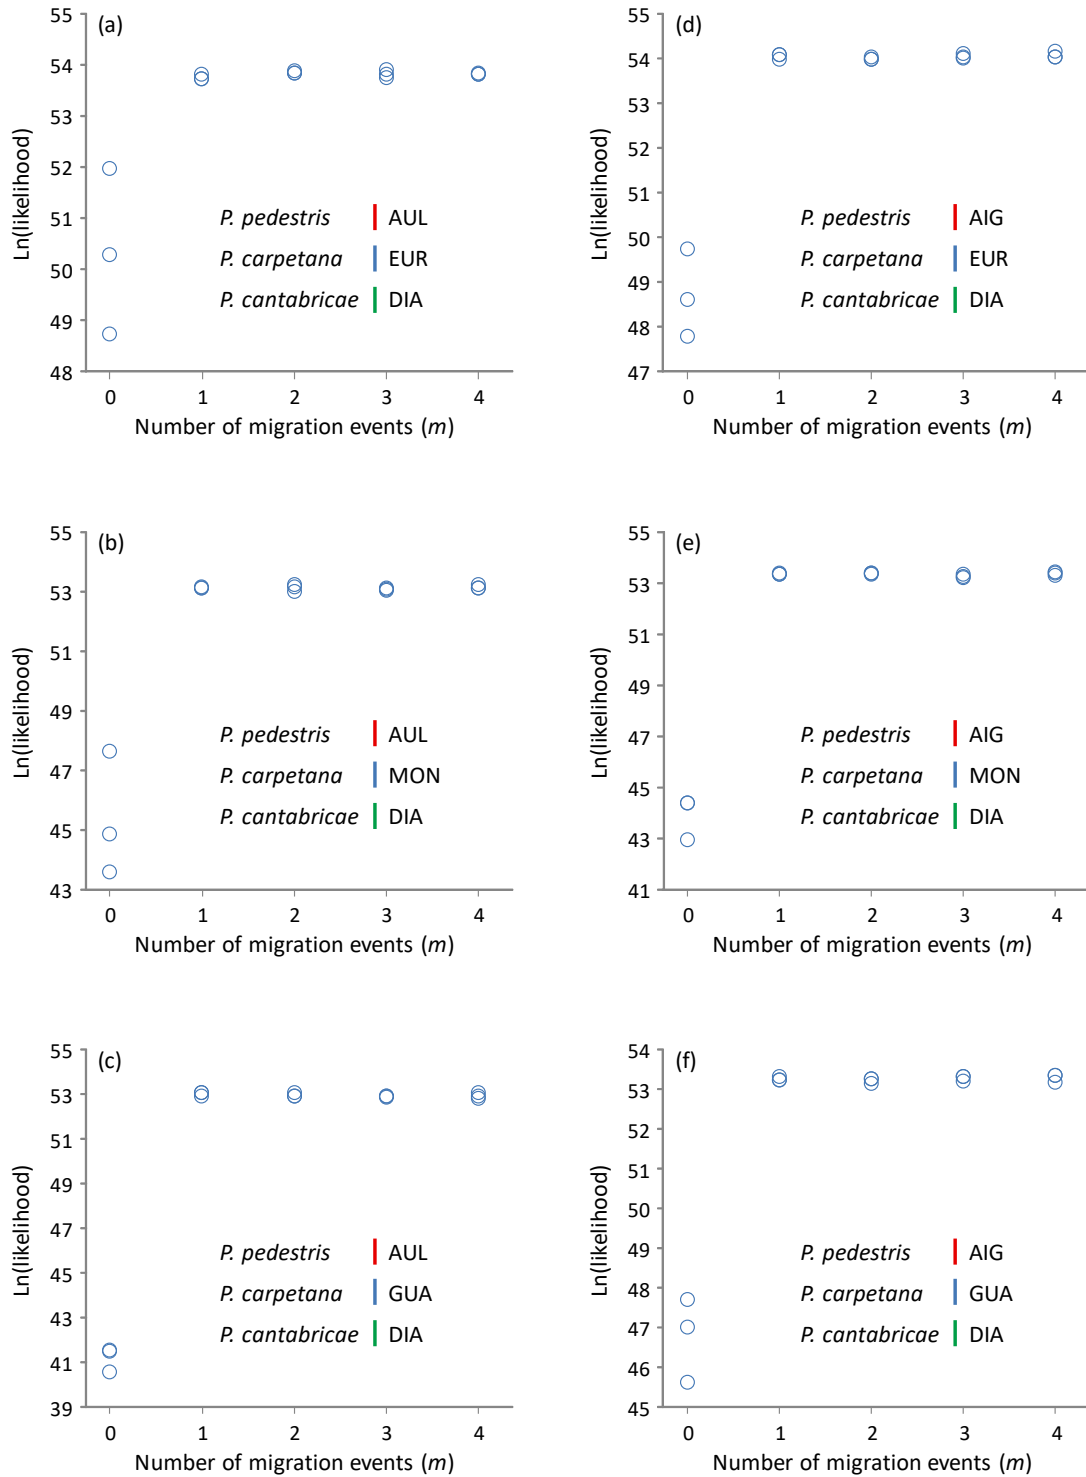 (a)
55
54
53
52
51
50
49
48
Ln(likelihood)
P. pedestris AUL
P. carpetana EUR
P. cantabricae DIA
0 1 2 3 4
Number of migration events (m)
(d)
55
54
53
52
51
50
49
48
47
Ln(likelihood)
P. pedestris AIG
P. carpetana EUR
P. cantabricae DIA
0 1 2 3 4
Number of migration events (m)
(b)
55
53
51
49
47
45
43
Ln(likelihood)
P. pedestris AUL
P. carpetana MON
P. cantabricae DIA
0 1 2 3 4
Number of migration events (m)
(e)
55
53
51
49
47
45
43
41
Ln(likelihood)
P. pedestris AIG
P. carpetana MON
P. cantabricae DIA
0 1 2 3 4
Number of migration events (m)
(c)
55
53
51
49
47
45
43
41
39
Ln(likelihood)
P. pedestris AUL
P. carpetana GUA
P. cantabricae DIA
0 1 2 3 4
Number of migration events (m)
(f)
54
53
52
51
50
49
48
47
46
45
Ln(likelihood)
P. pedestris AIG
P. carpetana GUA
P. cantabricae DIA
0 1 2 3 4
Number of migration events (m)